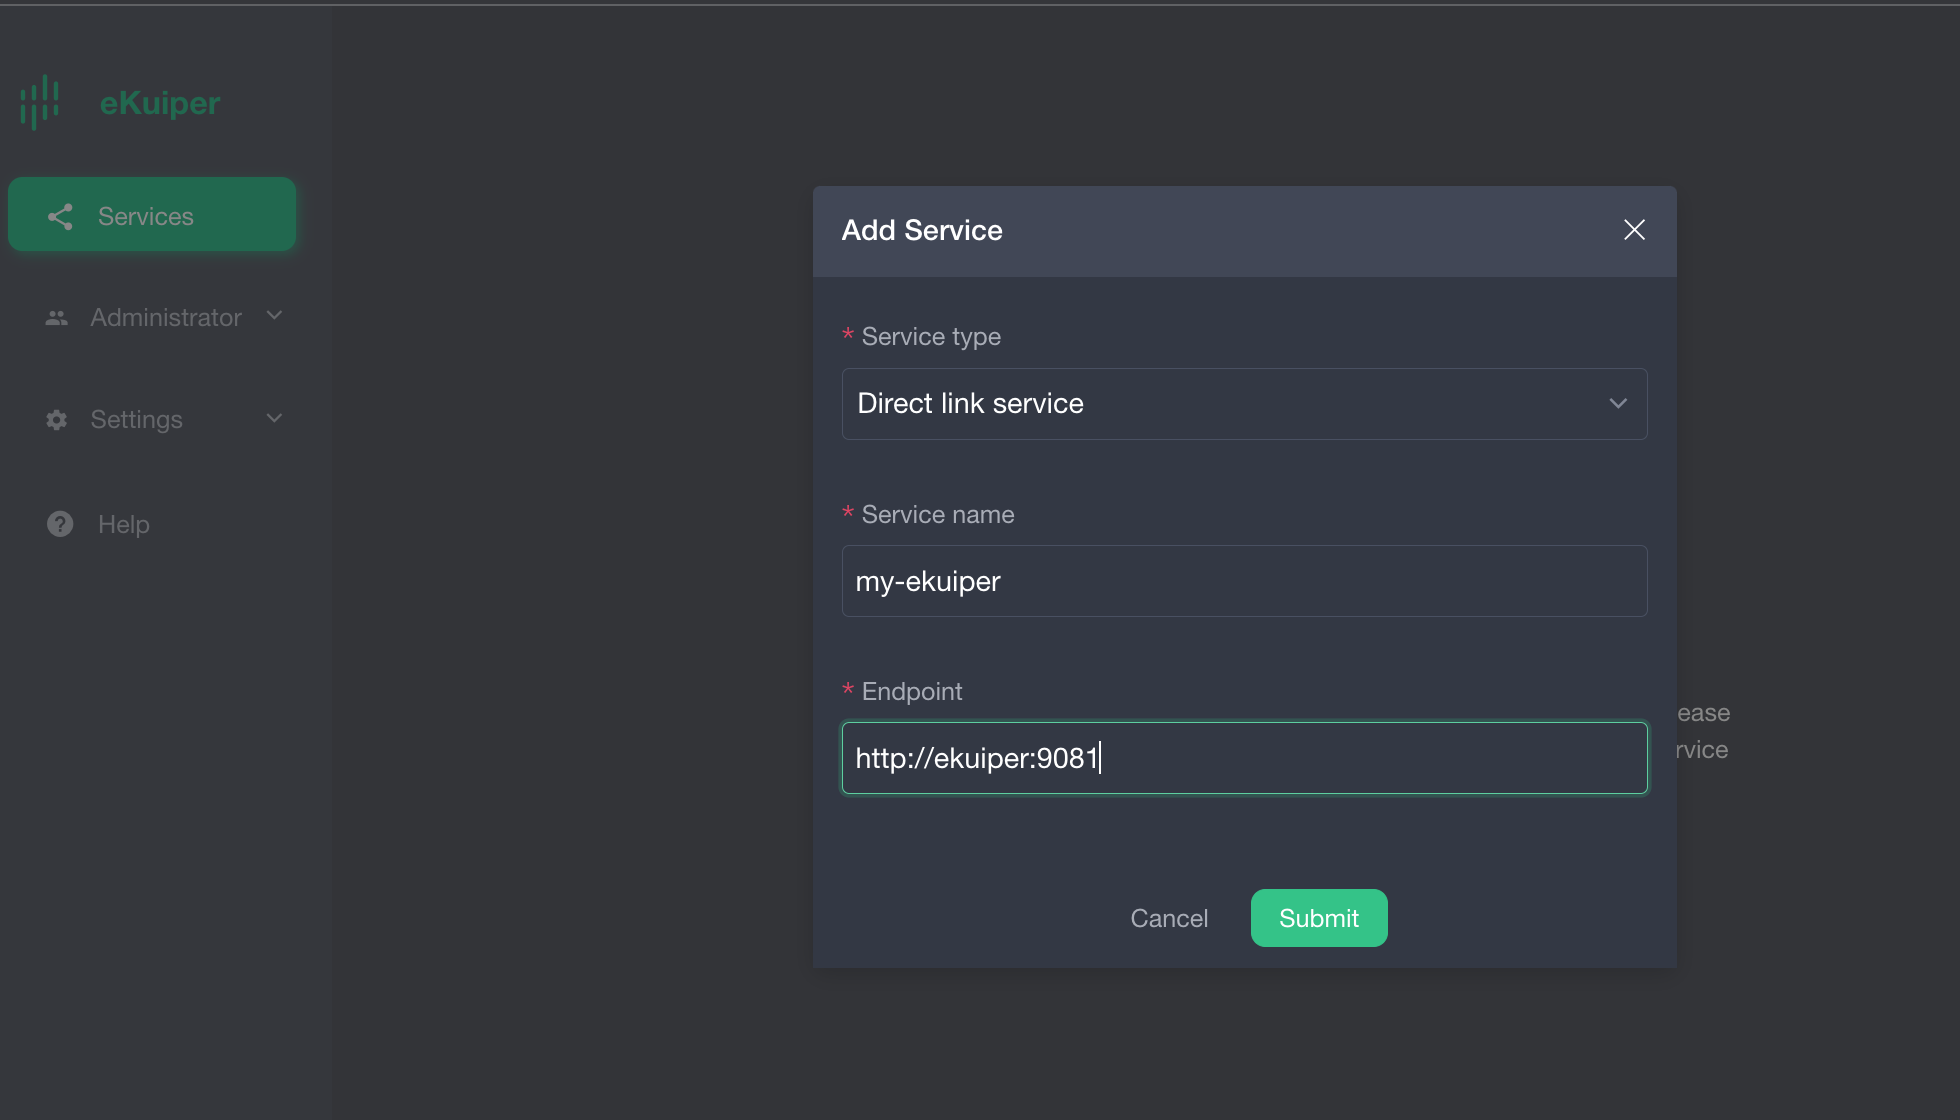 eKuiper
Services
Administrator
Settings
Help
Add Service
* Service type
Direct link service
* Service name
my-ekuiper
* Endpoint
http://ekuiper:9081
ease
rvice
Cancel
Submit